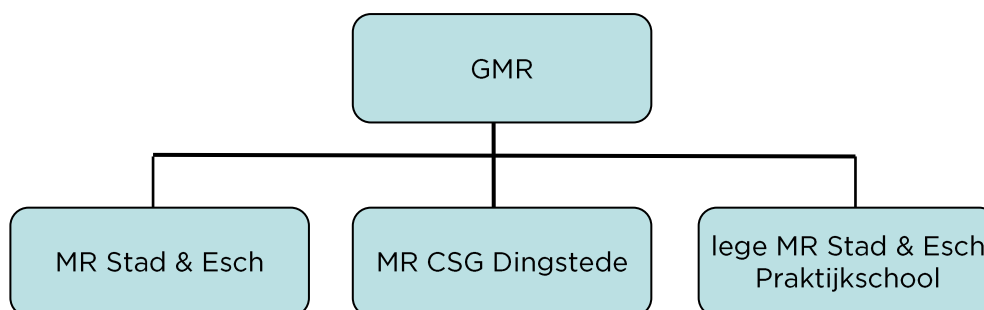 GMR
MR Stad & Esch
MR CSG Dingstede
lege MR Stad & Esch
Praktijkschool